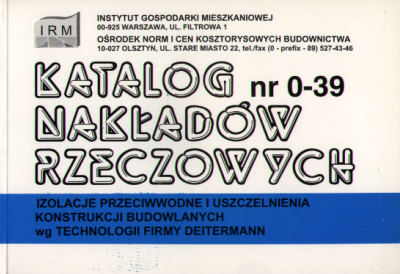 IRM
INSTYTUT GOSPODARKI MIESZKANIOWEJ
00-925 WARSZAWA, UL. FILTROWA 1
OŚRODEK NORM I CEN KOSZTORYSOWYCH BUDOWNICTWA
10-027 OLSZTYN, UL. STARE MIASTO 22, tel./fax (0 - prefix - 89) 527-43-46
KATALOG nr 0-39
NAKŁADÓW
RZECZOWYCH
IZOLACJE PRZECIWWODNE I USZCZELNIENIA
KONSTRUKCJI BUDOWLANYCH
wg TECHNOLOGII FIRMY DEITERMANN